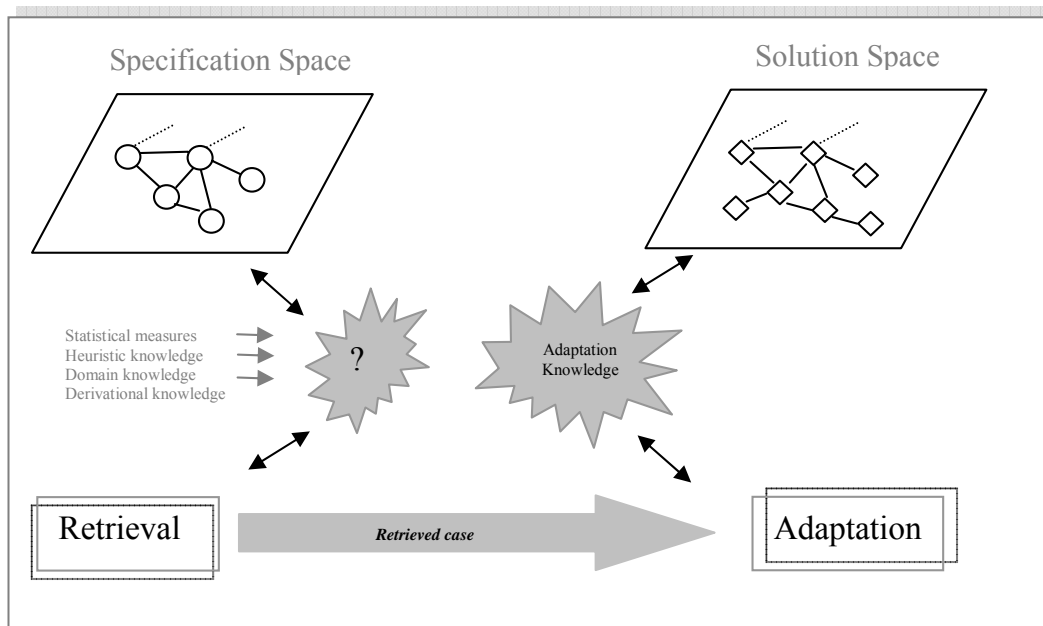 Specification Space
Solution Space
Statistical measures
Heuristic knowledge
Domain knowledge
Derivational knowledge
?
Adaptation
Knowledge
Retrieval
Retrieved case
Adaptation